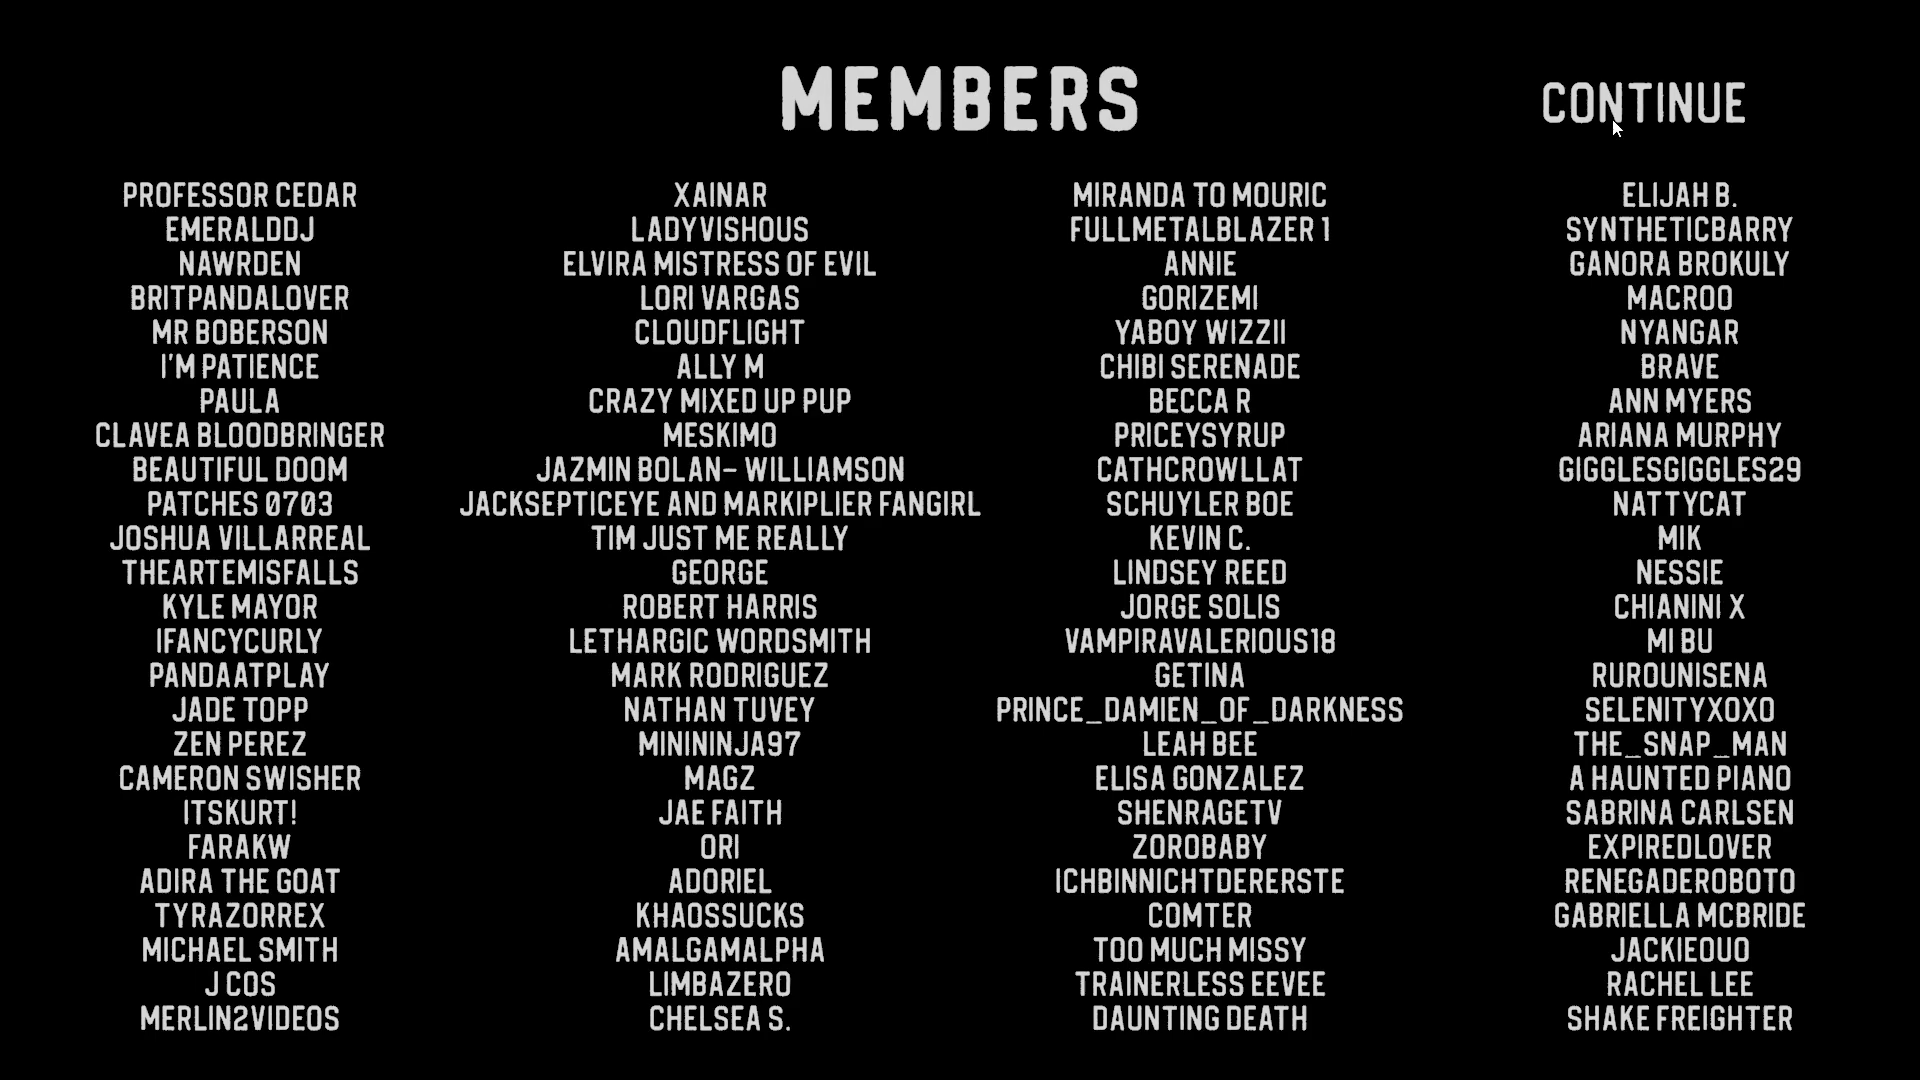 MEMBERS
CONTINUE
PROFESSOR CEDAR
EMERALDDJ
NAWRDEN
BRITPANDALOVER
MR BOBERSON
I'M PATIENCE
PAULA
CLAVEA BLOODBRINGER
BEAUTIFUL DOOM
PATCHES 0703
JOSHUA VILLARREAL
THEARTEMISFALLS
KYLE MAYOR
IFANCYCURLY
PANDAATPLAY
JADE TOPP
ZEN PEREZ
CAMERON SWISHER
ITSKURT!
FARAKW
ADIRA THE GOAT
TYRAZORREX
MICHAEL SMITH
J COS
MERLIN2VIDEOS
XAINAR
LADYVISHOUS
ELVIRA MISTRESS OF EVIL
LORI VARGAS
CLOUDFLIGHT
ALLY M
CRAZY MIXED UP PUP
MESKIMO
JAZMIN BOLAN- WILLIAMSON
JACKSEPTICEYE AND MARKIPLIER FANGIRL
TIM JUST ME REALLY
GEORGE
ROBERT HARRIS
LETHARGIC WORDSMITH
MARK RODRIGUEZ
NATHAN TUVEY
MINININJA97
MAGZ
JAE FAITH
ORI
ADORIEL
KHAOSSUCKS
AMALGAMALPHA
LIMBAZERO
CHELSEA S.
MIRANDA TO MOURIC
FULLMETALBLAZER 1
ANNIE
GORIZEMI
YABOY WIZZII
CHIBI SERENADE
BECCA R
PRICEYSYRUP
CATHCROWLLAT
SCHUYLER BOE
KEVIN C.
LINDSEY REED
JORGE SOLIS
VAMPIRAVALERIOUS18
GETINA
PRINCE_DAMIEN_OF_DARKNESS
LEAH BEE
ELISA GONZALEZ
SHENRAGETV
ZOROBABY
ICHBINNICHTDERERSTE
COMTER
TOO MUCH MISSY
TRAINERLESS EEVEE
DAUNTING DEATH
ELIJAH B.
SYNTHETICBARRY
GANORA BROKULY
MACROO
NYANGAR
BRAVE
ANN MYERS
ARIANA MURPHY
GIGGLESGIGGLES29
NATTYCAT
MIK
NESSIE
CHIANINI X
MI BU
RUROUNISENA
SELENITYXOXO
THE_SNAP_MAN
A HAUNTED PIANO
SABRINA CARLSEN
EXPIREDLOVER
RENEGADEROBOTO
GABRIELLA MCBRIDE
JACKIEOUO
RACHEL LEE
SHAKE FREIGHTER